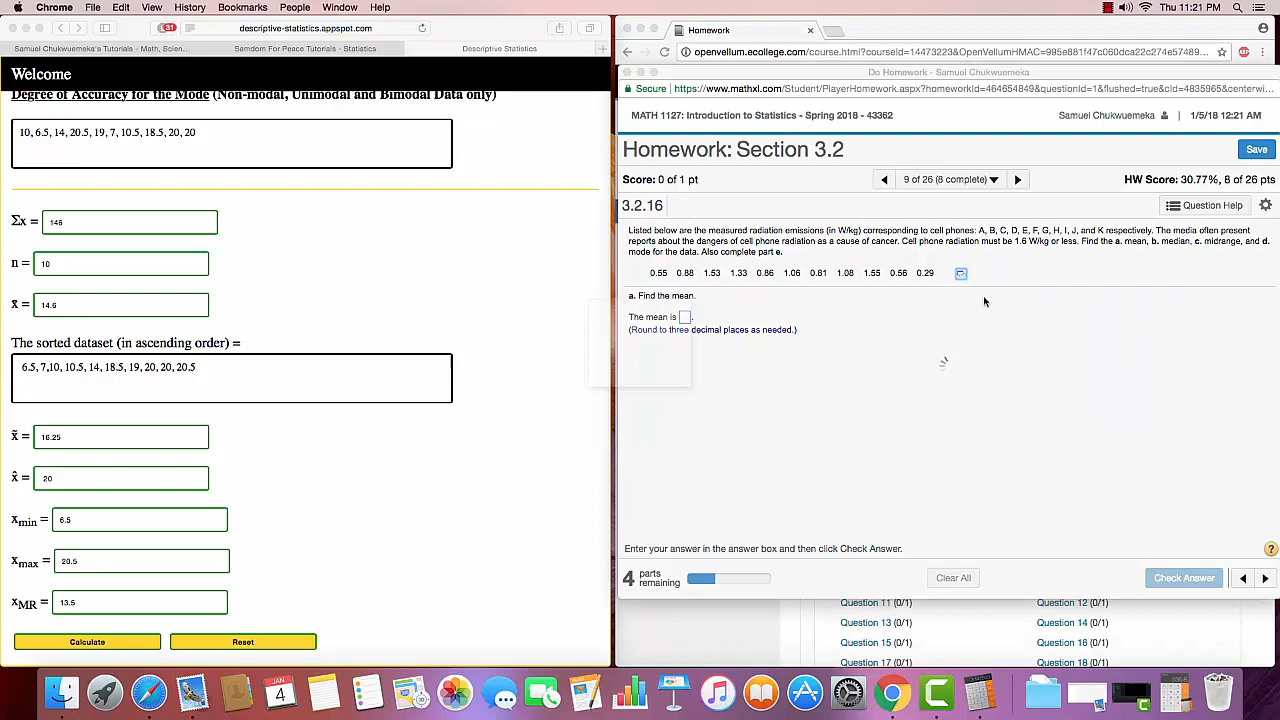 Chrome File Edit View History Bookmarks People Window Help
Thu 11:21 PM
31
descriptive-statistics.appspot.com
Samuel Chukwuemeka's Tutorials - Math, Scien...
Samdom For Peace Tutorials - Statistics
Descriptive Statistics
Welcome
Degree of Accuracy for the Mode (Non-modal, Unimodal and Bimodal Data only)
10, 6.5, 14, 20.5, 19, 7, 10.5, 18.5, 20, 20
Σx = 146
n = 10
x̄ = 14.6
The sorted dataset (in ascending order) =
6.5, 7,10, 10.5, 14, 18.5, 19, 20, 20, 20.5
x̃ = 16.25
x̂ = 20
xmin = 6.5
xmax = 20.5
xMR = 13.5
Calculate
Reset
Homework
openvellum.ecollege.com/course.html?courseId=14473223&OpenVellumHMAC=995e881f47c060dca22c274e57489...
Do Homework - Samuel Chukwuemeka
Secure https://www.mathxl.com/Student/PlayerHomework.aspx?homeworkId=464654849&questionId=1&flushed=true&cId=4835965&centerwi...
MATH 1127: Introduction to Statistics - Spring 2018 - 43362
Samuel Chukwuemeka | 1/5/18 12:21 AM
Homework: Section 3.2
Save
Score: 0 of 1 pt
9 of 26 (8 complete)
HW Score: 30.77%, 8 of 26 pts
3.2.16
Question Help
Listed below are the measured radiation emissions (in W/kg) corresponding to cell phones: A, B, C, D, E, F, G, H, I, J, and K respectively. The media often present
reports about the dangers of cell phone radiation as a cause of cancer. Cell phone radiation must be 1.6 W/kg or less. Find the a. mean, b. median, c. midrange, and d.
mode for the data. Also complete part e.
0.55 0.88 1.53 1.33 0.86 1.06 0.81 1.08 1.55 0.56 0.29
a. Find the mean.
The mean is .
(Round to three decimal places as needed.)
Enter your answer in the answer box and then click Check Answer.
?
4 parts
remaining
Clear All
Check Answer
Question 11 (0/1)
Question 12 (0/1)
Question 13 (0/1)
Question 14 (0/1)
Question 15 (0/1)
Question 16 (0/1)
Question 17 (0/1)
Question 18 (0/1)
JAN
4